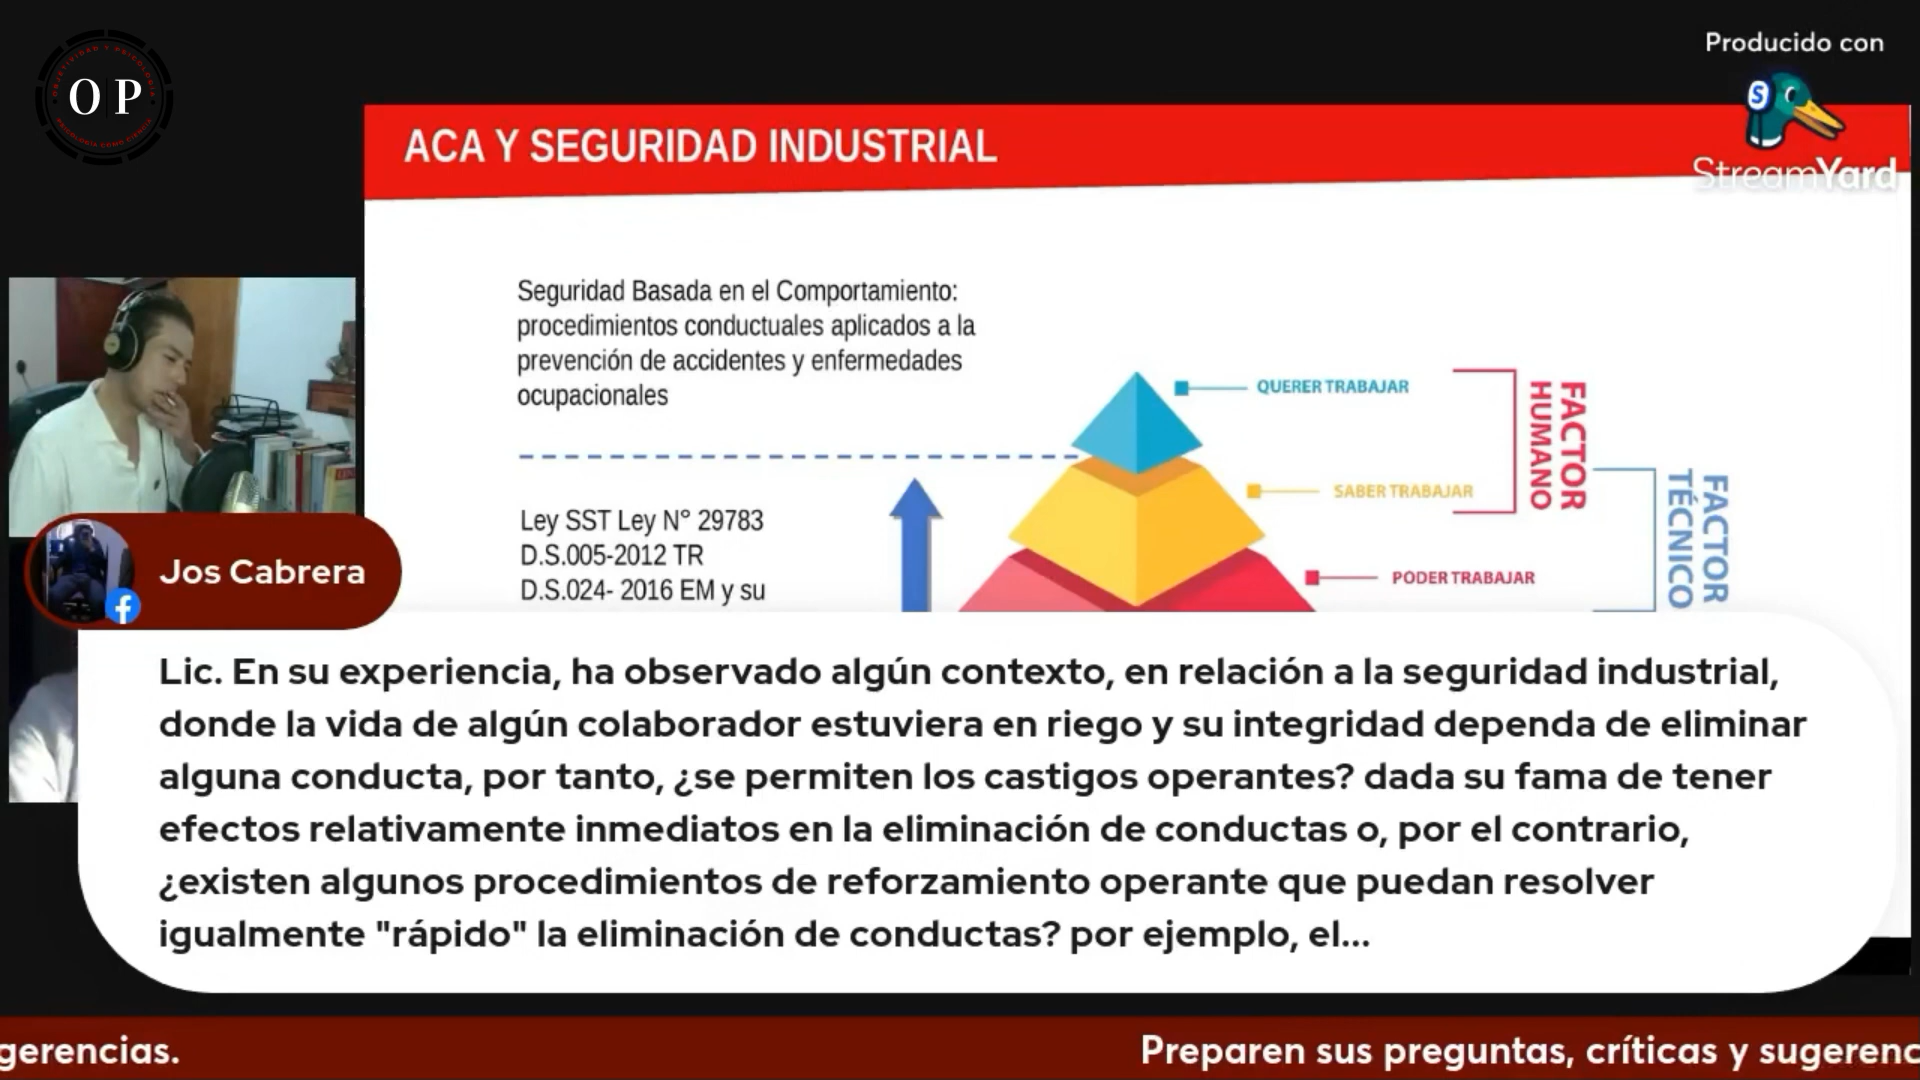 OBJETIVIDAD Y PSICOLOGÍA
O P
PSICOLOGÍA COMO CIENCIA
Producido con
S
StreamYard
ACA Y SEGURIDAD INDUSTRIAL
Seguridad Basada en el Comportamiento:
procedimientos conductuales aplicados a la
prevención de accidentes y enfermedades
ocupacionales
QUERER TRABAJAR
FACTOR
HUMANO
SABER TRABAJAR
FACTOR
TÉCNICO
Ley SST Ley N° 29783
D.S.005-2012 TR
D.S.024- 2016 EM y su
PODER TRABAJAR
Jos Cabrera
Lic. En su experiencia, ha observado algún contexto, en relación a la seguridad industrial,
donde la vida de algún colaborador estuviera en riego y su integridad dependa de eliminar
alguna conducta, por tanto, ¿se permiten los castigos operantes? dada su fama de tener
efectos relativamente inmediatos en la eliminación de conductas o, por el contrario,
¿existen algunos procedimientos de reforzamiento operante que puedan resolver
igualmente "rápido" la eliminación de conductas? por ejemplo, el...
gerencias.
Preparen sus preguntas, críticas y sugerenc